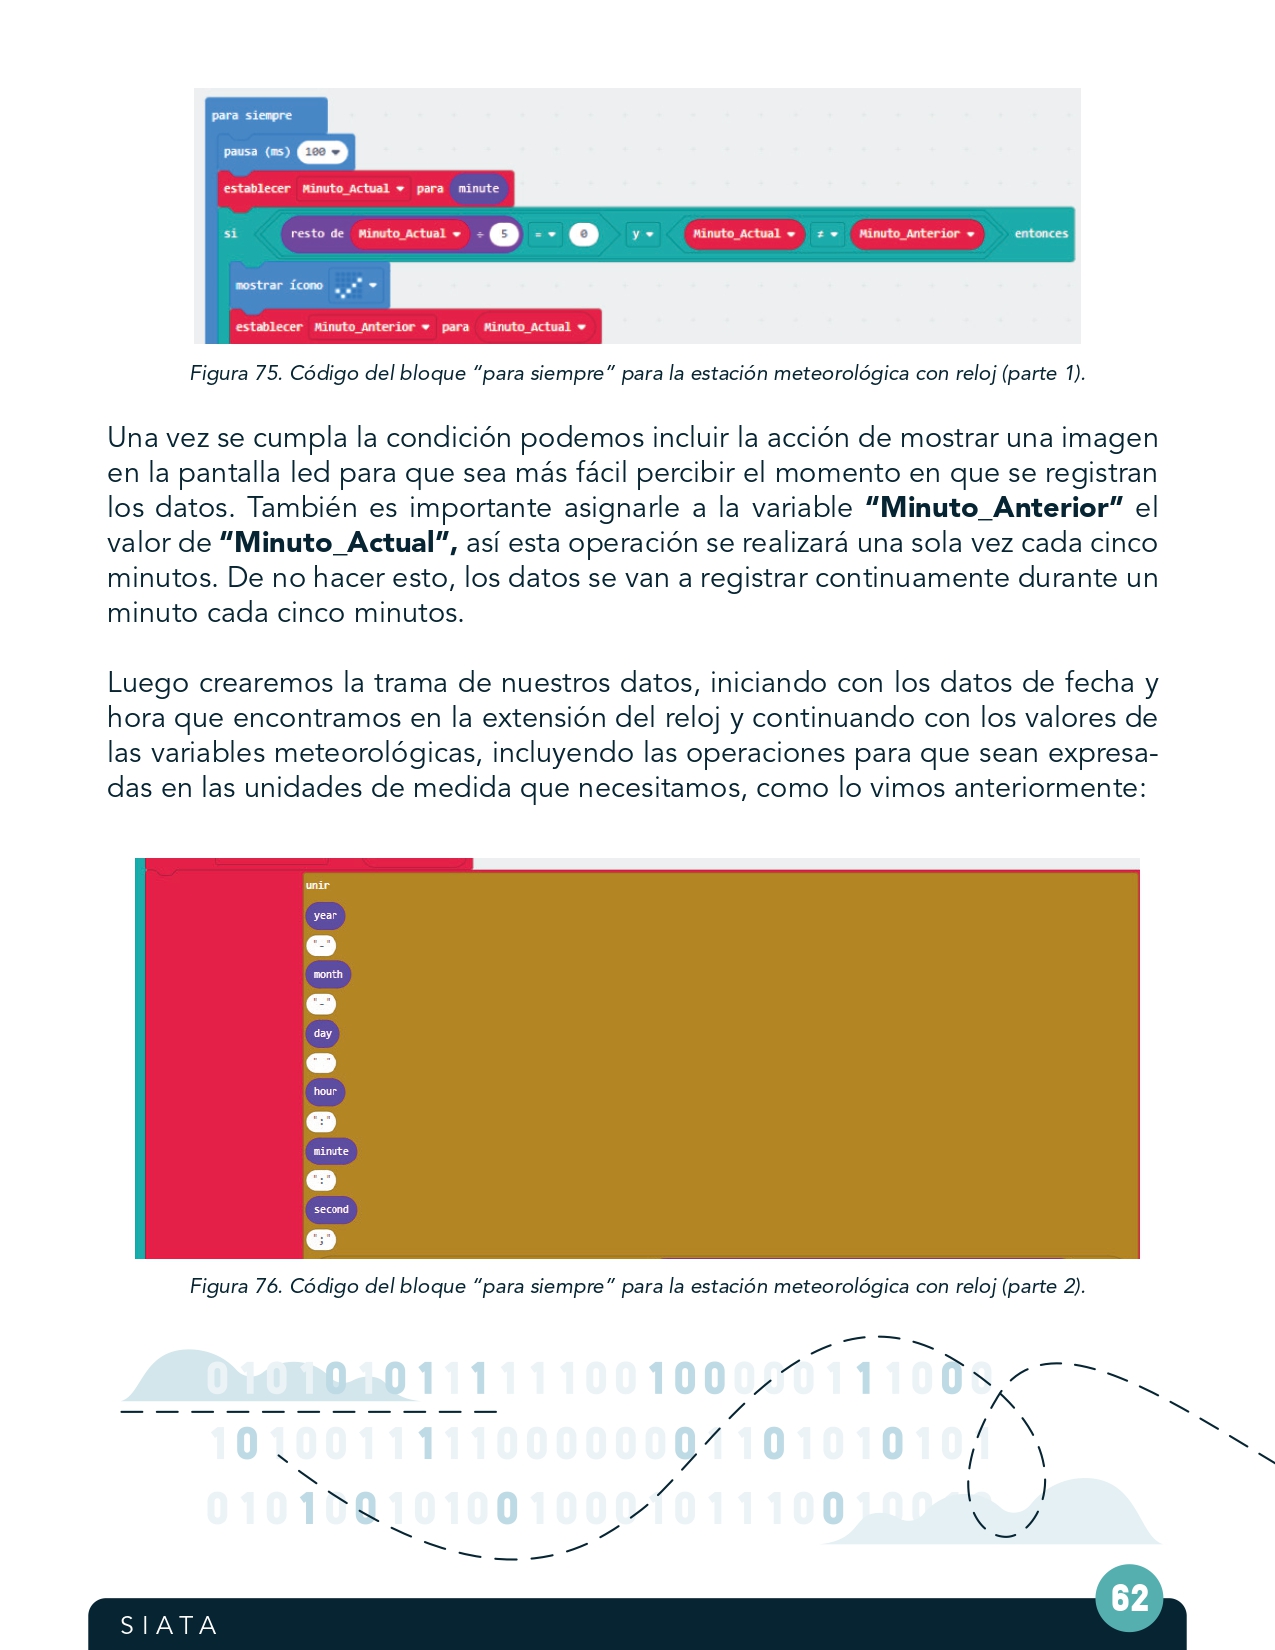 para siempre
pausa (ms) 100
establecer Minuto_Actual para minute
si resto de Minuto_Actual ÷ 5 = 0 y Minuto_Actual ≠ Minuto_Anterior entonces
mostrar ícono
establecer Minuto_Anterior para Minuto_Actual
Figura 75. Código del bloque “para siempre” para la estación meteorológica con reloj (parte 1).
Una vez se cumpla la condición podemos incluir la acción de mostrar una imagen
en la pantalla led para que sea más fácil percibir el momento en que se registran
los datos. También es importante asignarle a la variable “Minuto_Anterior” el
valor de “Minuto_Actual”, así esta operación se realizará una sola vez cada cinco
minutos. De no hacer esto, los datos se van a registrar continuamente durante un
minuto cada cinco minutos.
Luego crearemos la trama de nuestros datos, iniciando con los datos de fecha y
hora que encontramos en la extensión del reloj y continuando con los valores de
las variables meteorológicas, incluyendo las operaciones para que sean expresa-
das en las unidades de medida que necesitamos, como lo vimos anteriormente:
unir
year
"-"
month
"-"
day
" "
hour
":"
minute
":"
second
";"
Figura 76. Código del bloque “para siempre” para la estación meteorológica con reloj (parte 2).
SIATA
62